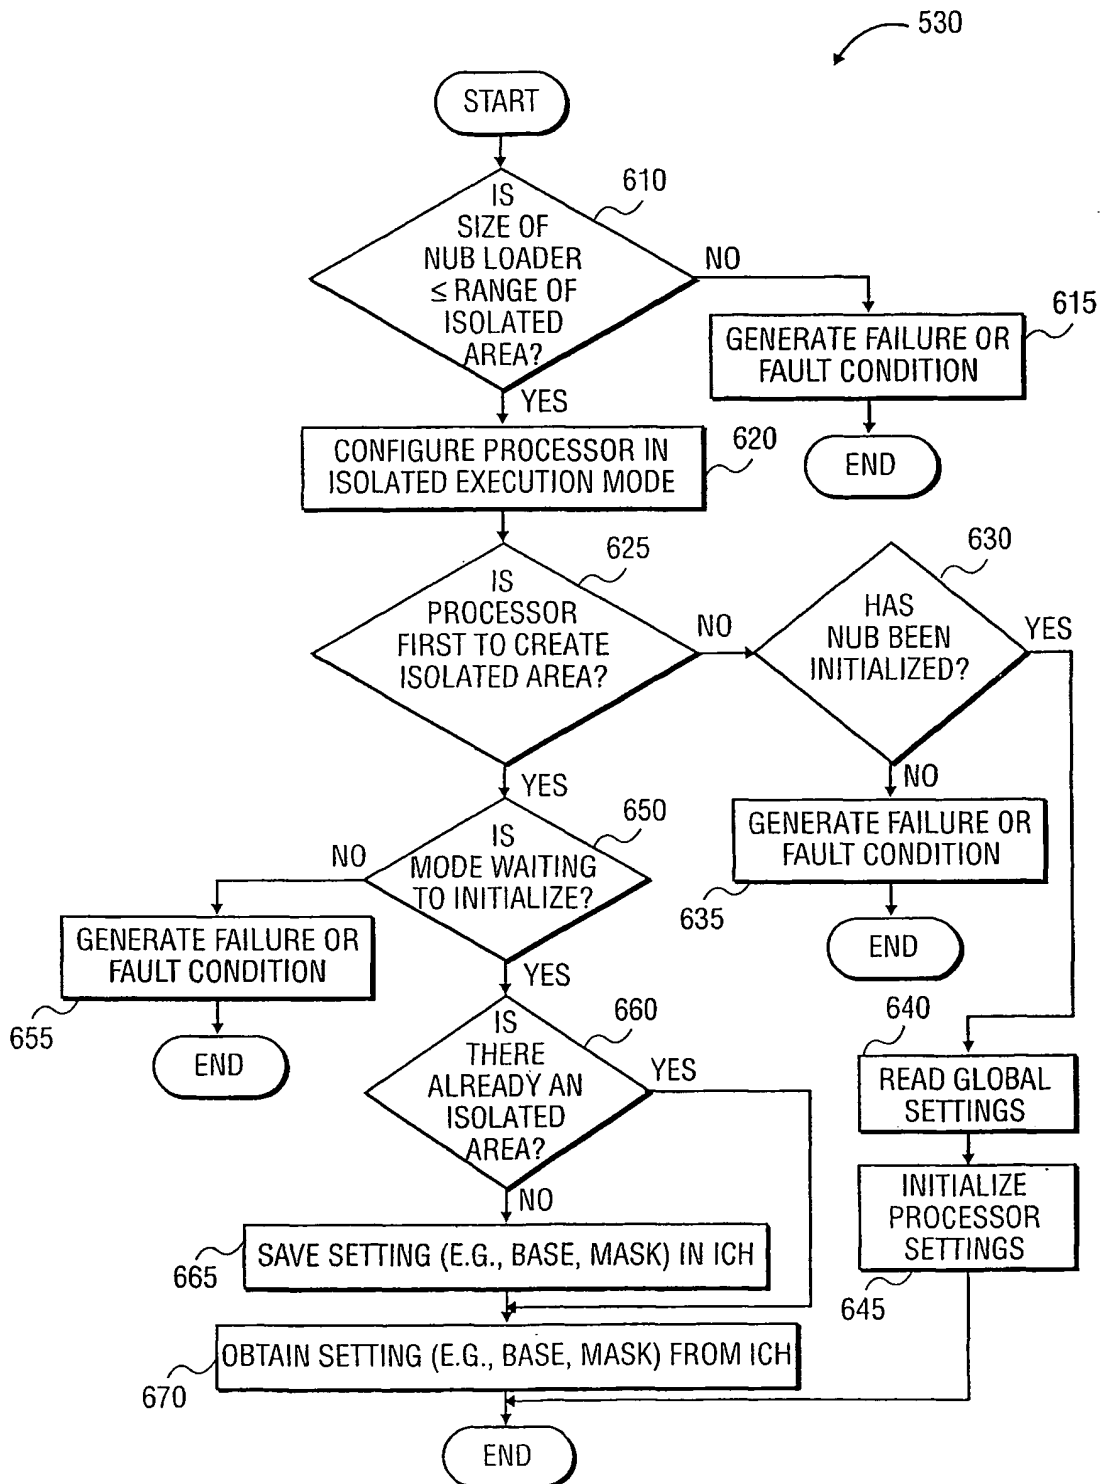 530
START
610
IS
SIZE OF
NUB LOADER
≤ RANGE OF
ISOLATED
AREA?
NO
615
GENERATE FAILURE OR
FAULT CONDITION
END
YES
620
CONFIGURE PROCESSOR IN
ISOLATED EXECUTION MODE
625
IS
PROCESSOR
FIRST TO CREATE
ISOLATED AREA?
NO
630
HAS
NUB BEEN
INITIALIZED?
YES
NO
GENERATE FAILURE OR
FAULT CONDITION
635
END
YES
650
IS
MODE WAITING
TO INITIALIZE?
NO
GENERATE FAILURE OR
FAULT CONDITION
655
END
YES
660
IS
THERE
ALREADY AN
ISOLATED
AREA?
YES
640
READ GLOBAL
SETTINGS
INITIALIZE
PROCESSOR
SETTINGS
645
NO
SAVE SETTING (E.G., BASE, MASK) IN ICH
665
OBTAIN SETTING (E.G., BASE, MASK) FROM ICH
670
END